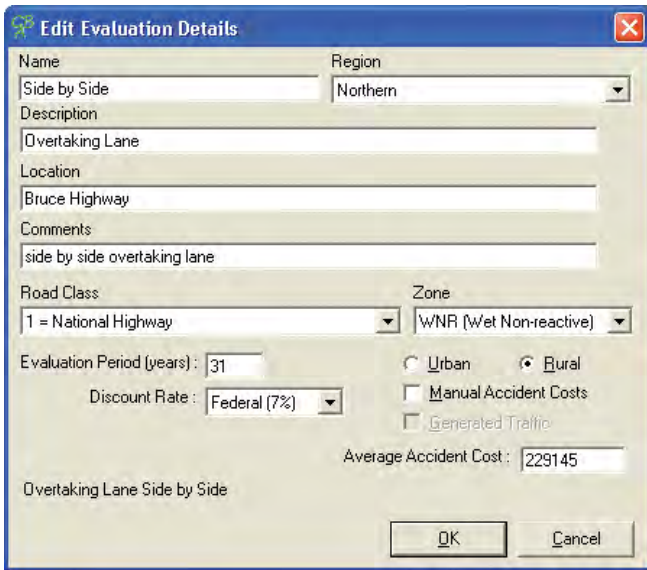 Edit Evaluation Details
Name Region
Side by Side Northern
Description
Overtaking Lane
Location
Bruce Highway
Comments
side by side overtaking lane
Road Class Zone
1 = National Highway WNR (Wet Non-reactive)
Evaluation Period (years) : 31 Urban Rural
Discount Rate : Federal (7%) Manual Accident Costs
Generated Traffic
Average Accident Cost : 229145
Overtaking Lane Side by Side
OK Cancel